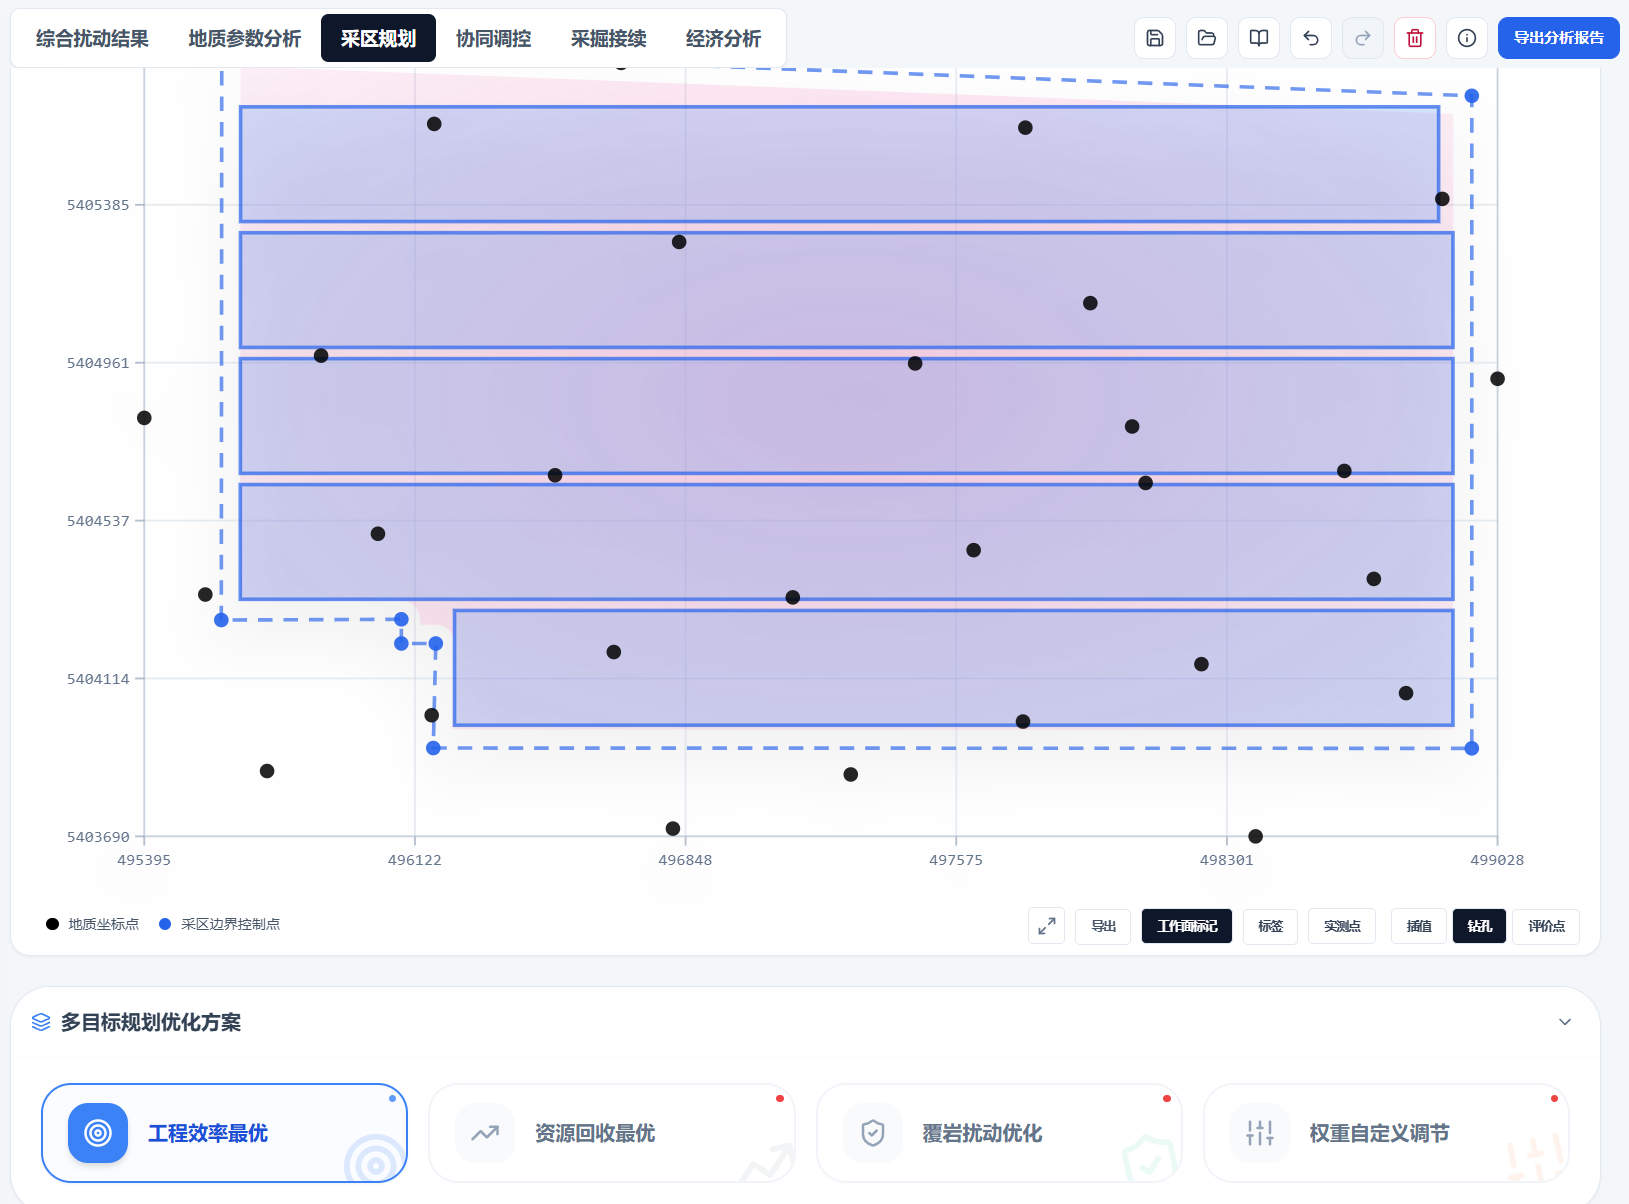 综合扰动结果 地质参数分析 采区规划 协同调控 采掘接续 经济分析 导出分析报告
5405385
5404961
5404537
5404114
5403690
495395 496122 496848 497575 498301 499028
地质坐标点 采区边界控制点 导出 工作面标记 标签 实测点 插值 钻孔 评价点
多目标规划优化方案
工程效率最优 资源回收最优 覆岩扰动优化 权重自定义调节